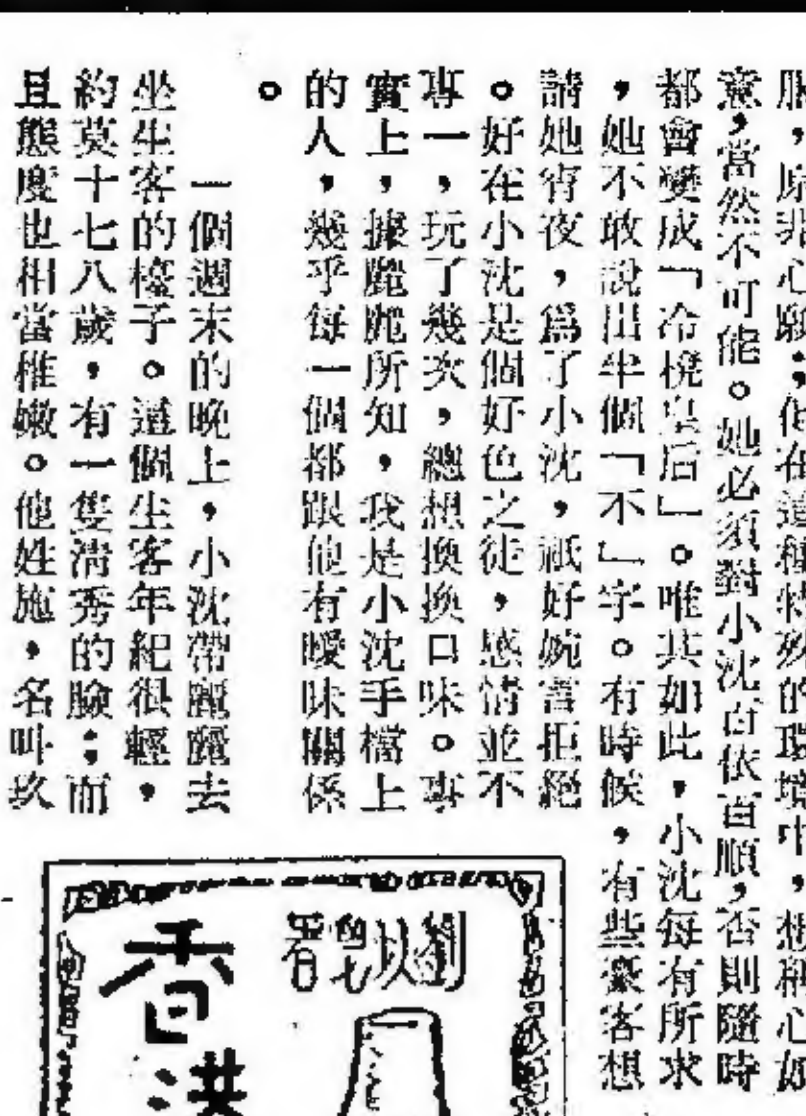 ，原非心願；但在這種特殊的環境中，想稱心如
意，當然不可能。她必須對小沈百依百順，否則隨時
都會變成「冷櫈皇后」。唯其如此，小沈每有所求
，她不敢說出半個「不」字。有時候，有些豪客想
請她宵夜，爲了小沈，祇好婉言拒絕
。好在小沈是個好色之徒，感情並不
專一，玩了幾次，總想換換口味。事
實上，據麗麗所知，我是小沈手檔上
的人，幾乎每一個都跟他有曖昧關係
。
一個週末的晚上，小沈帶麗麗去
坐生客的檯子。這個生客年紀很輕，
約莫十七八歲，有一隻清秀的臉；而
且態度也相當稚嫩。他姓施，名叫玖
劉以鬯著
香港